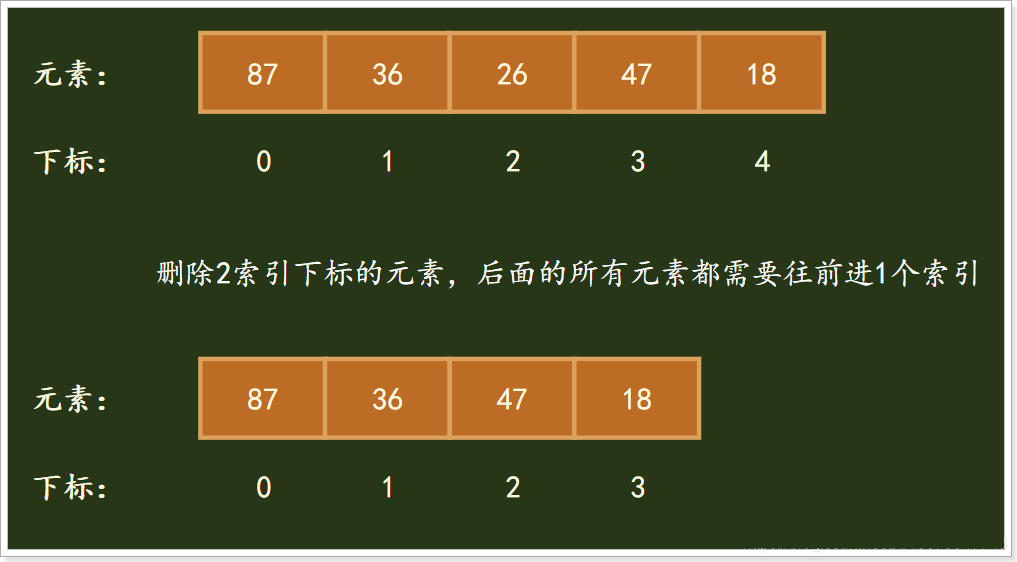 元素： 87 36 26 47 18
下标： 0 1 2 3 4
删除2索引下标的元素，后面的所有元素都需要往前进1个索引
元素： 87 36 47 18
下标： 0 1 2 3